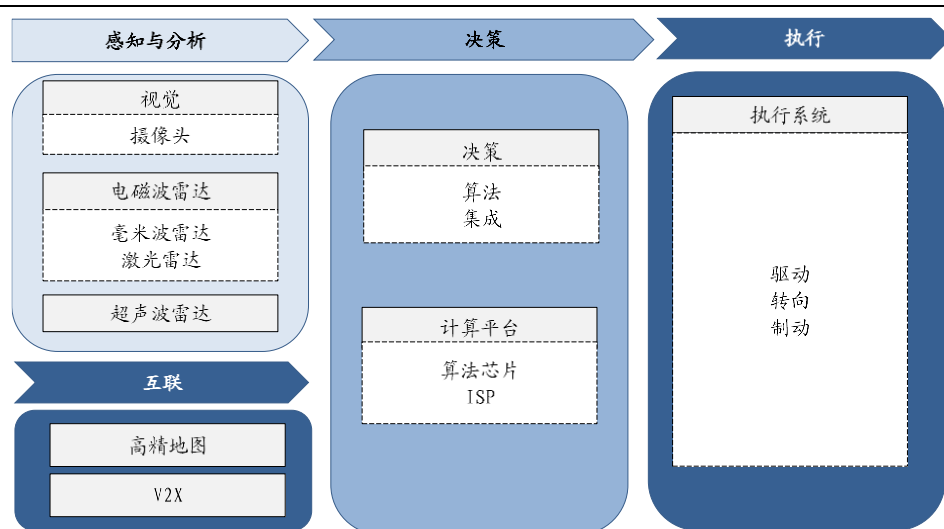 感知与分析
视觉
摄像头
电磁波雷达
毫米波雷达
激光雷达
超声波雷达
互联
高精地图
V2X
决策
决策
算法
集成
计算平台
算法芯片
ISP
执行
执行系统
驱动
转向
制动